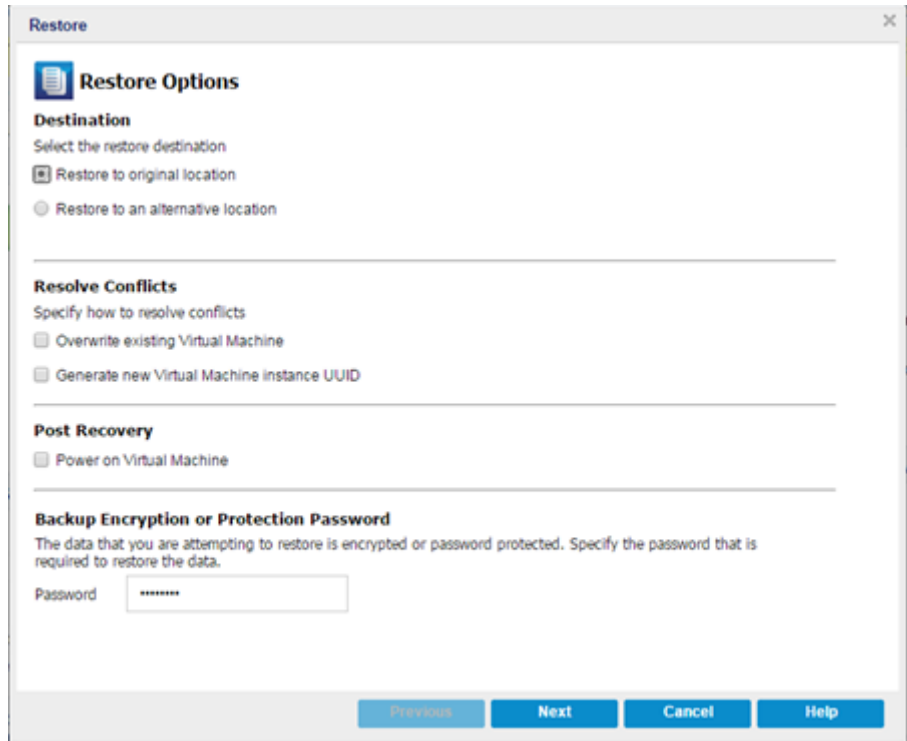 Restore
Restore Options
Destination
Select the restore destination
Restore to original location
Restore to an alternative location
Resolve Conflicts
Specify how to resolve conflicts
Overwrite existing Virtual Machine
Generate new Virtual Machine instance UUID
Post Recovery
Power on Virtual Machine
Backup Encryption or Protection Password
The data that you are attempting to restore is encrypted or password protected. Specify the password that is
required to restore the data.
Password ••••••••
Previous Next Cancel Help